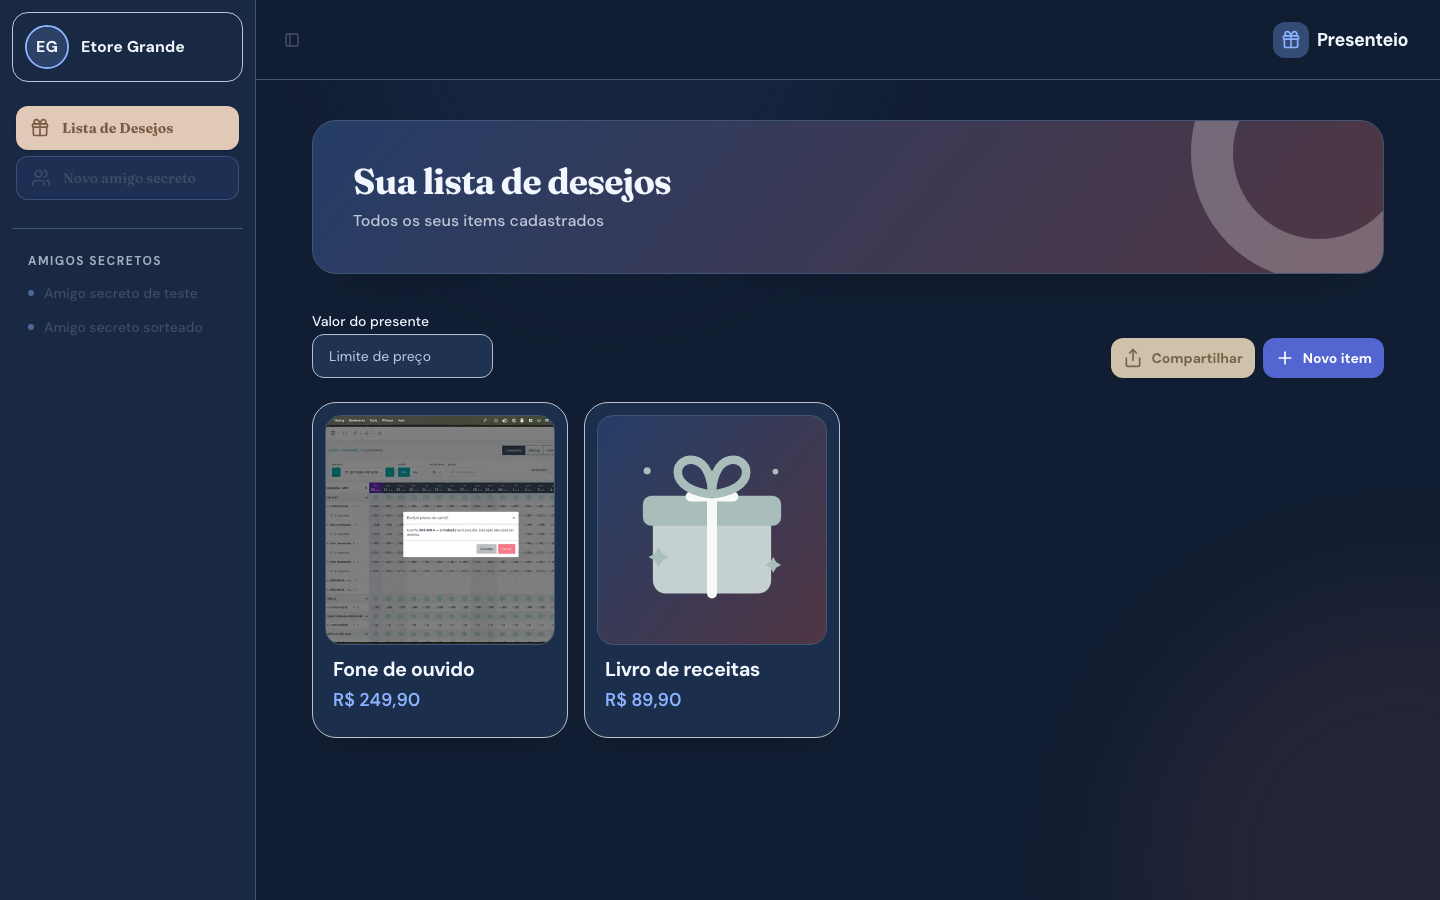 EG
Etore Grande
Presenteio
Lista de Desejos
Novo amigo secreto
AMIGOS SECRETOS
Amigo secreto de teste
Amigo secreto sorteado
Sua lista de desejos
Todos os seus items cadastrados
Valor do presente
Limite de preço
Compartilhar
Novo item
Fone de ouvido
R$ 249,90
Livro de receitas
R$ 89,90